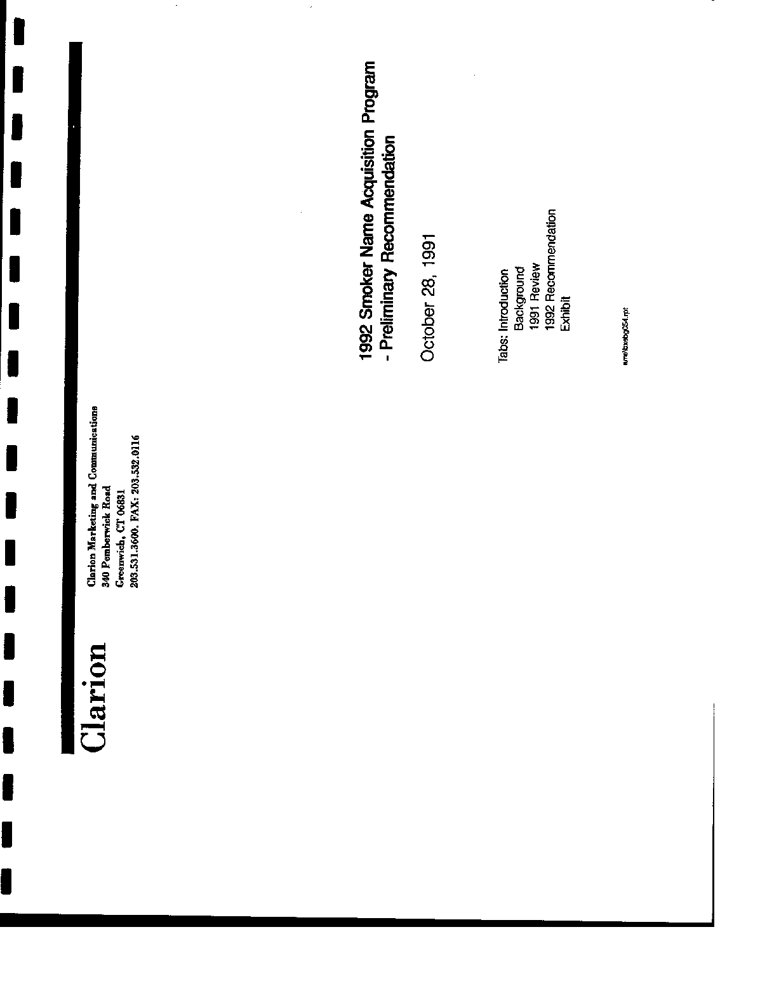 Clarion
Clarion Marketing and Communications
340 Pemberwick Road
Greenwich, CT 06831
203.531.3600. FAX: 203.532.0116
1992 Smoker Name Acquisition Program
- Preliminary Recommendation
October 28, 1991
Tabs: Introduction
Background
1991 Review
1992 Recommendation
Exhibit